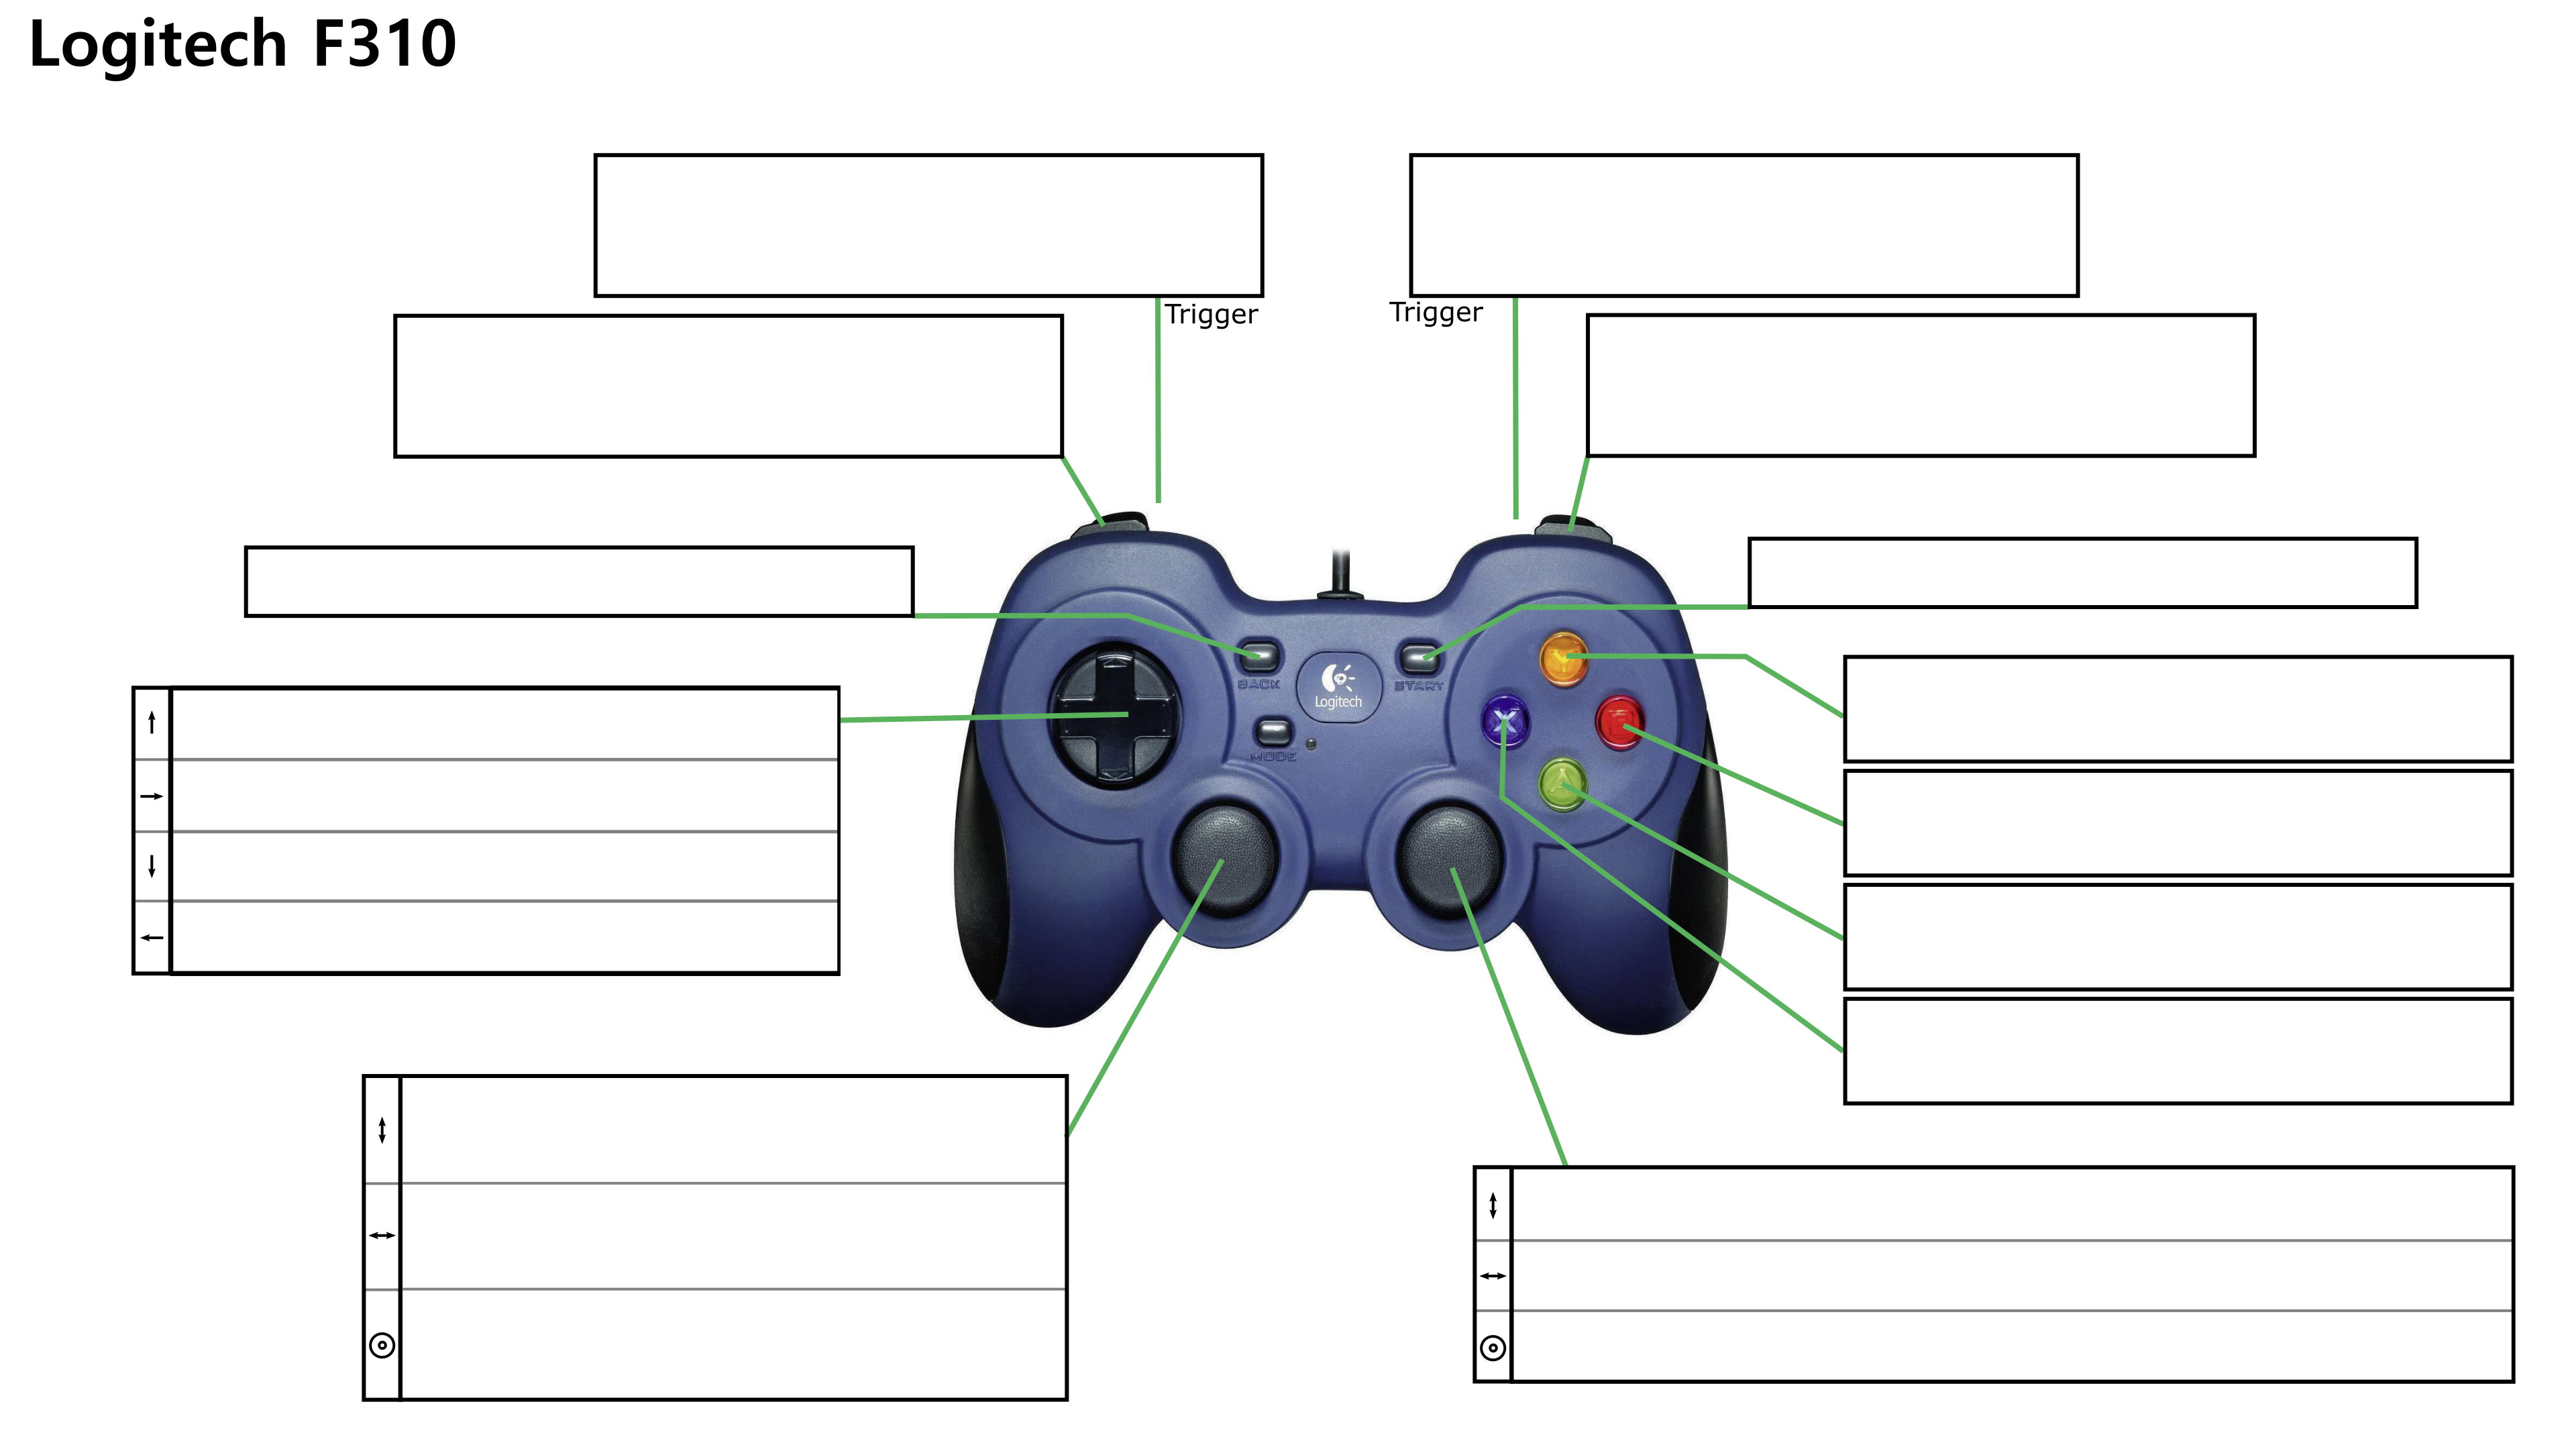 Logitech F310
Trigger
Trigger
BACK
Logitech
START
Y
X
B
A
MODE